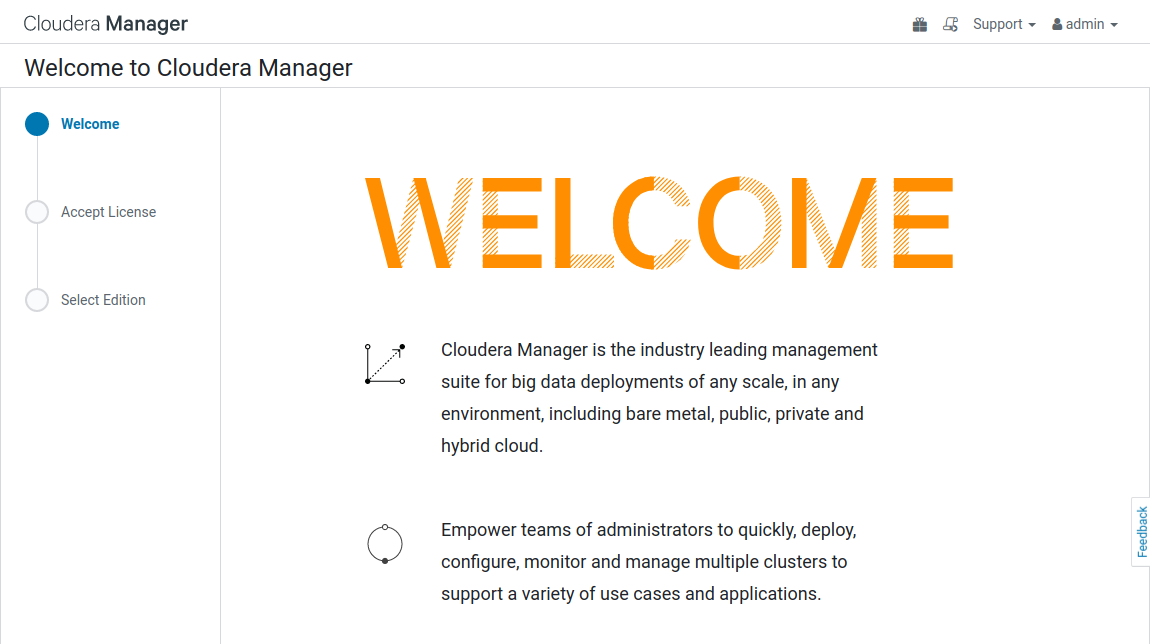 Cloudera Manager
Support
admin
Welcome to Cloudera Manager
Welcome
Accept License
Select Edition
WELCOME
Cloudera Manager is the industry leading management
suite for big data deployments of any scale, in any
environment, including bare metal, public, private and
hybrid cloud.
Empower teams of administrators to quickly, deploy,
configure, monitor and manage multiple clusters to
support a variety of use cases and applications.
Feedback